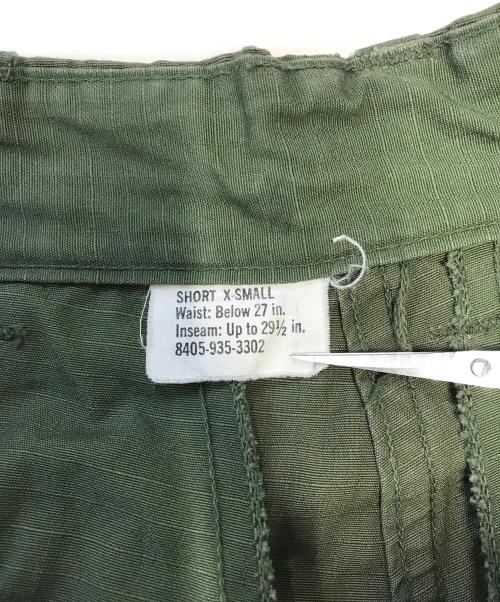 SHORT X-SMALL
Waist: Below 27 in.
Inseam: Up to 29½ in.
8405-935-3302